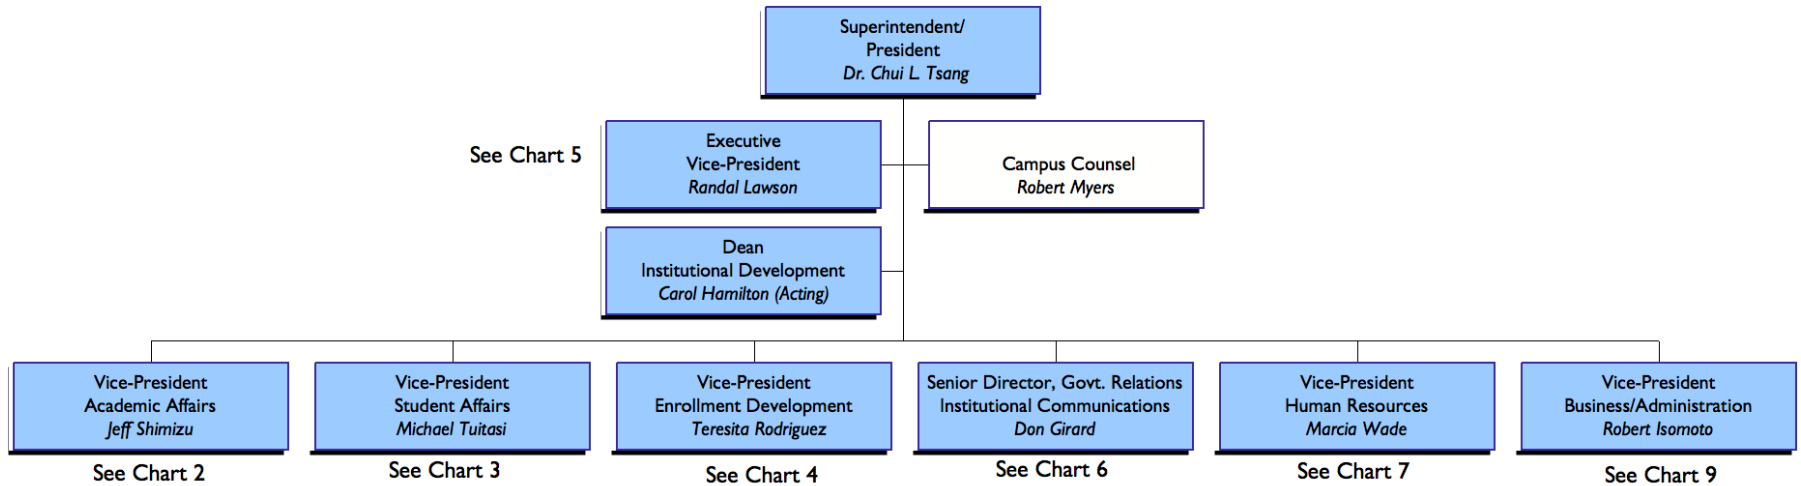 Superintendent/
President
Dr. Chui L. Tsang
See Chart 5
Executive
Vice-President
Randal Lawson
Campus Counsel
Robert Myers
Dean
Institutional Development
Carol Hamilton (Acting)
Vice-President
Academic Affairs
Jeff Shimizu
See Chart 2
Vice-President
Student Affairs
Michael Tuitasi
See Chart 3
Vice-President
Enrollment Development
Teresita Rodriguez
See Chart 4
Senior Director, Govt. Relations
Institutional Communications
Don Girard
See Chart 6
Vice-President
Human Resources
Marcia Wade
See Chart 7
Vice-President
Business/Administration
Robert Isomoto
See Chart 9